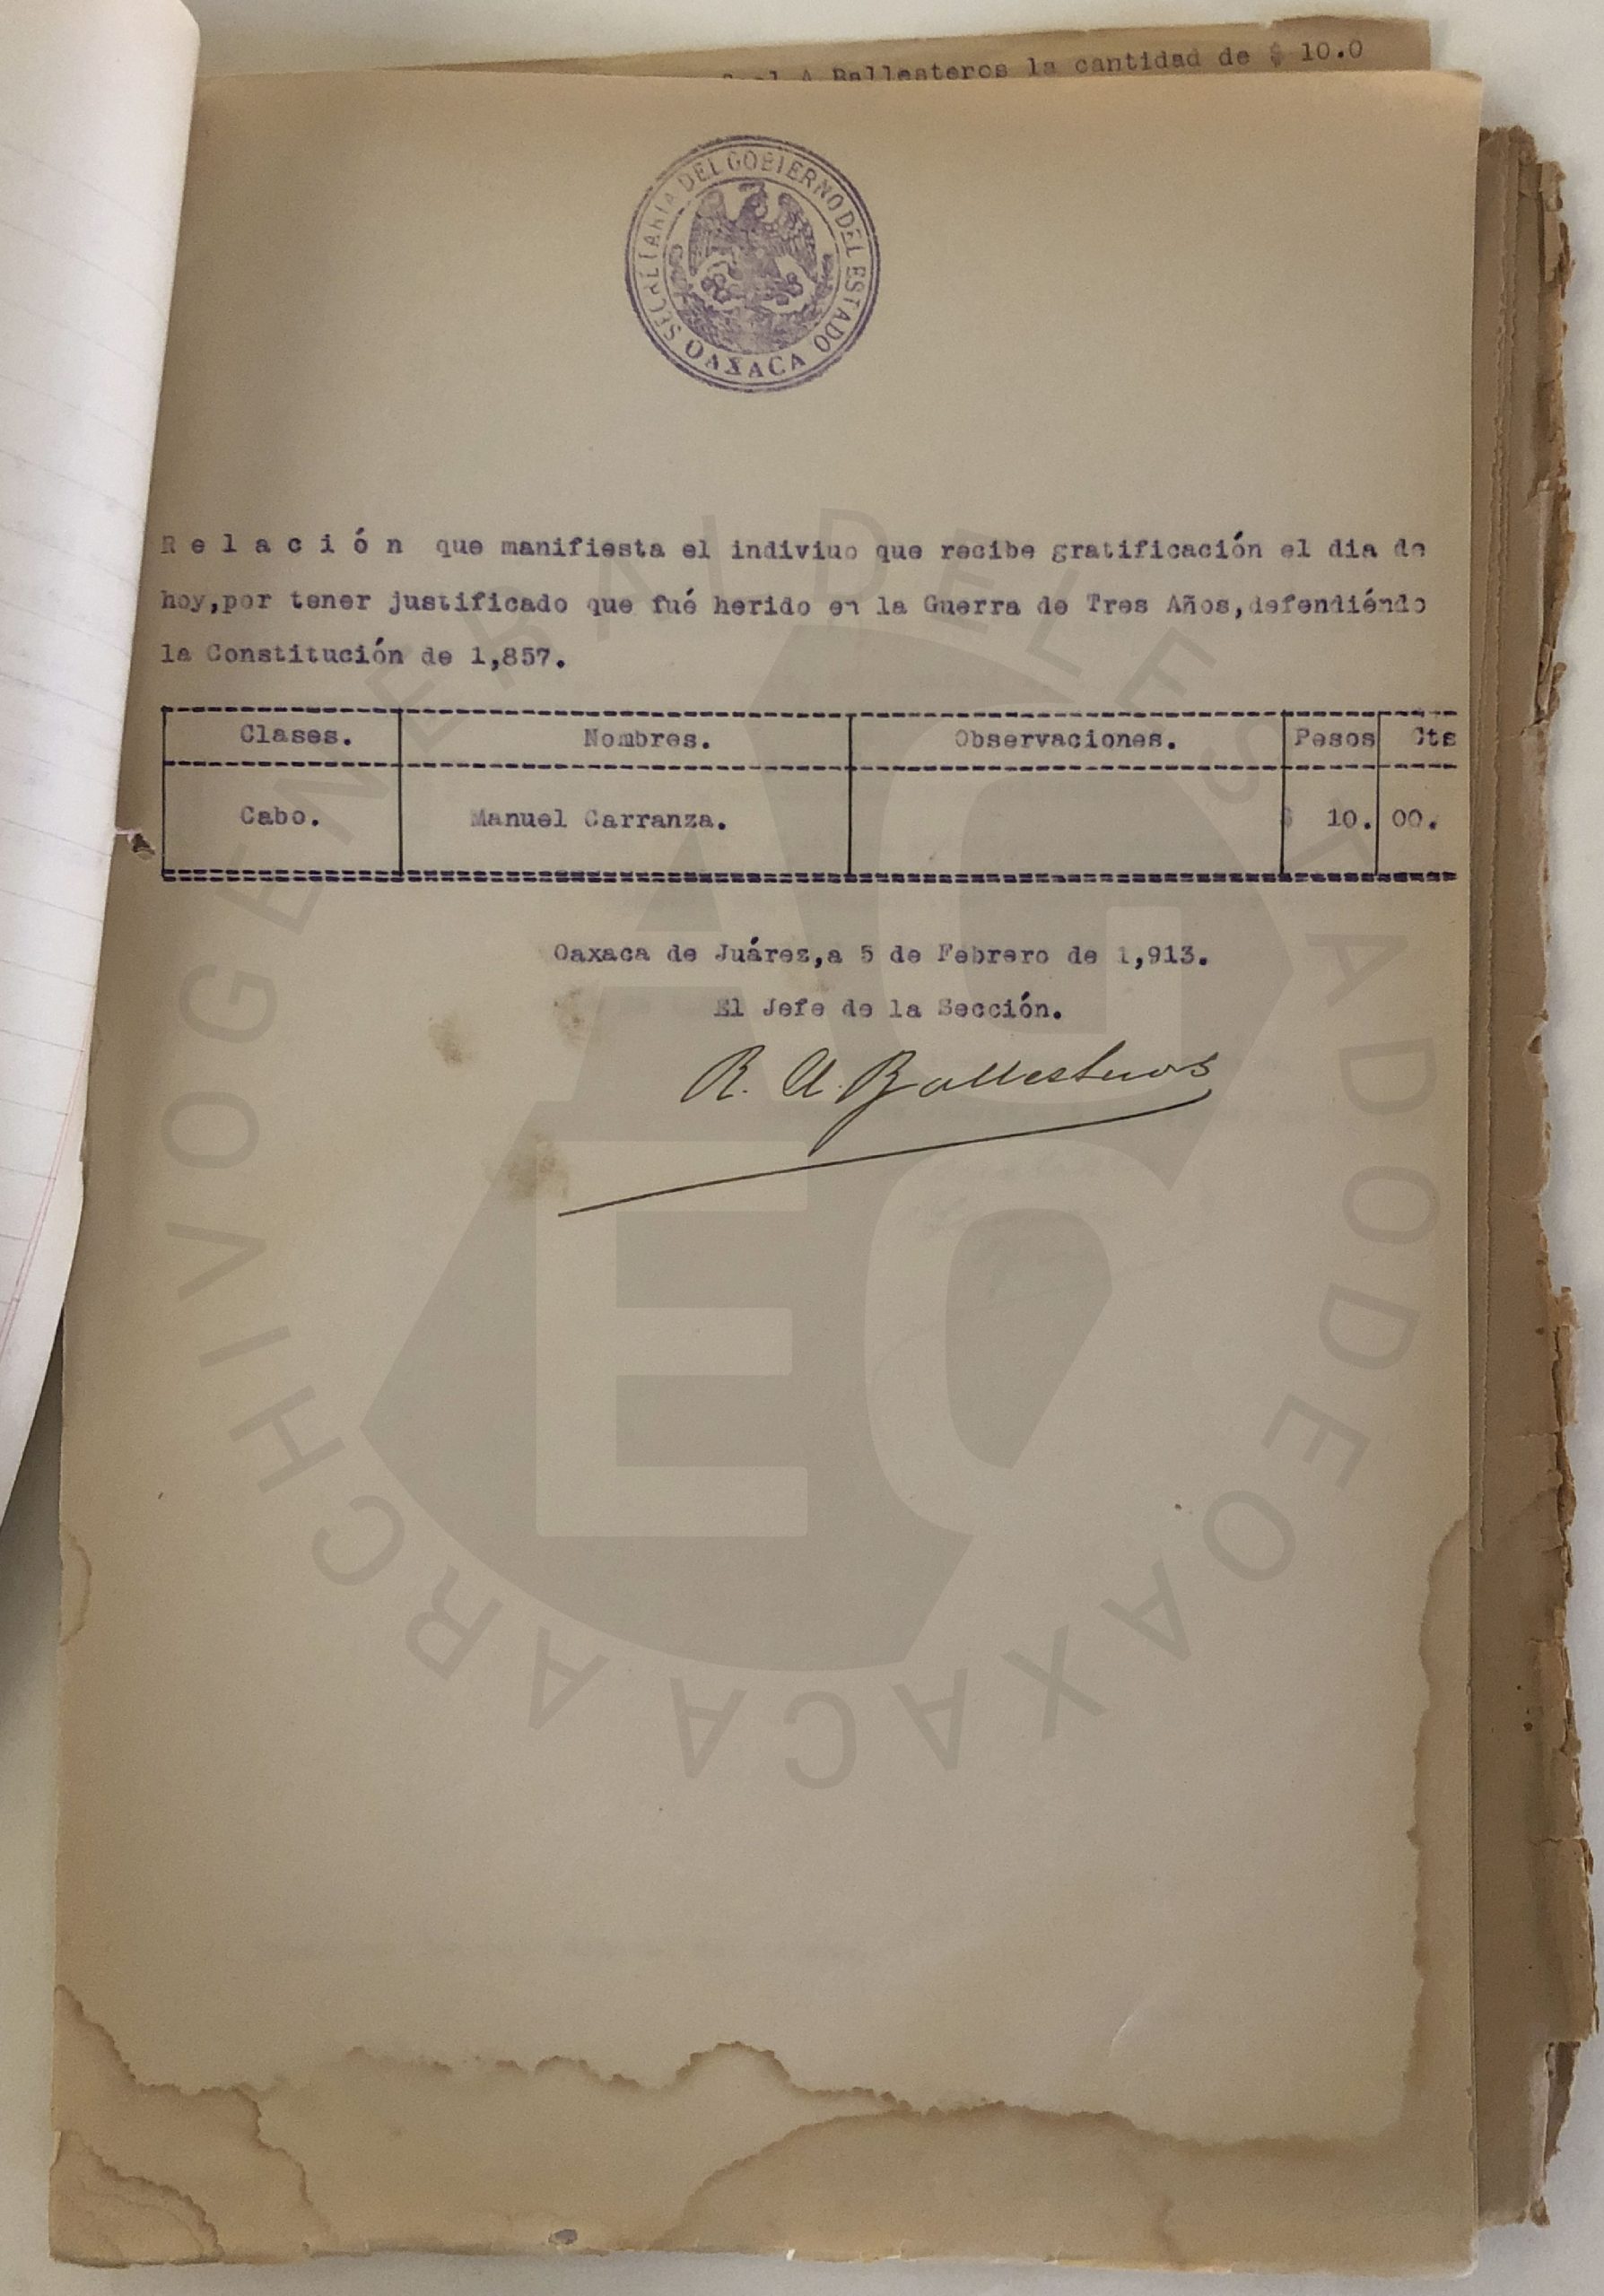 A Ballesteros la cantidad de $ 10.0
SECRETARIA DEL GOBIERNO DEL ESTADO
OAXACA
Relación que manifiesta el indiviuo que recibe gratificación el dia de
hoy,por tener justificado que fué herido en la Guerra de Tres Años,defendiéndo
la Constitución de 1,857.
Clases. Nombres. Observaciones. Pesos Cts
Cabo. Manuel Carranza. $ 10. 00.
Oaxaca de Juárez,a 5 de Febrero de 1,913.
El Jefe de la Sección.
R. A. Ballesteros
AGEO
ARCHIVO GENERAL DEL ESTADO DE OAXACA